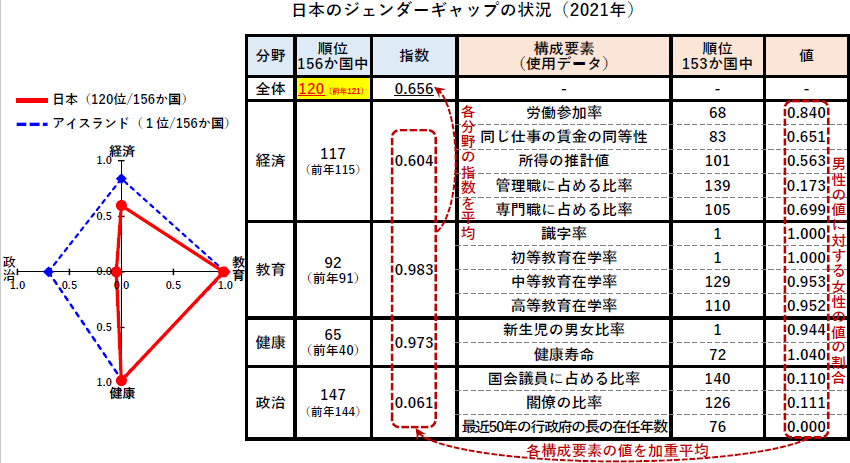 日本のジェンダーギャップの状況（2021年）
日本（120位/156か国）
アイスランド（１位/156か国）
経済
1.0
0.5
政治
1.0
0.5
0.0
0.0
0.5
1.0
教育
0.5
1.0
健康
分野 順位 156か国中 指数 構成要素 （使用データ） 順位 153か国中 値
全体 120（前年121） 0.656 - - -
経済 117 （前年115） 0.604
労働参加率 68 0.840
同じ仕事の賃金の同等性 83 0.651
所得の推計値 101 0.563
管理職に占める比率 139 0.173
専門職に占める比率 105 0.699
教育 92 （前年91） 0.983
識字率 1 1.000
初等教育在学率 1 1.000
中等教育在学率 129 0.953
高等教育在学率 110 0.952
健康 65 （前年40） 0.973
新生児の男女比率 1 0.944
健康寿命 72 1.040
政治 147 （前年144） 0.061
国会議員に占める比率 140 0.110
閣僚の比率 126 0.111
最近50年の行政府の長の在任年数 76 0.000
各分野の指数を平均
男性の値に対する女性の値の割合
各構成要素の値を加重平均